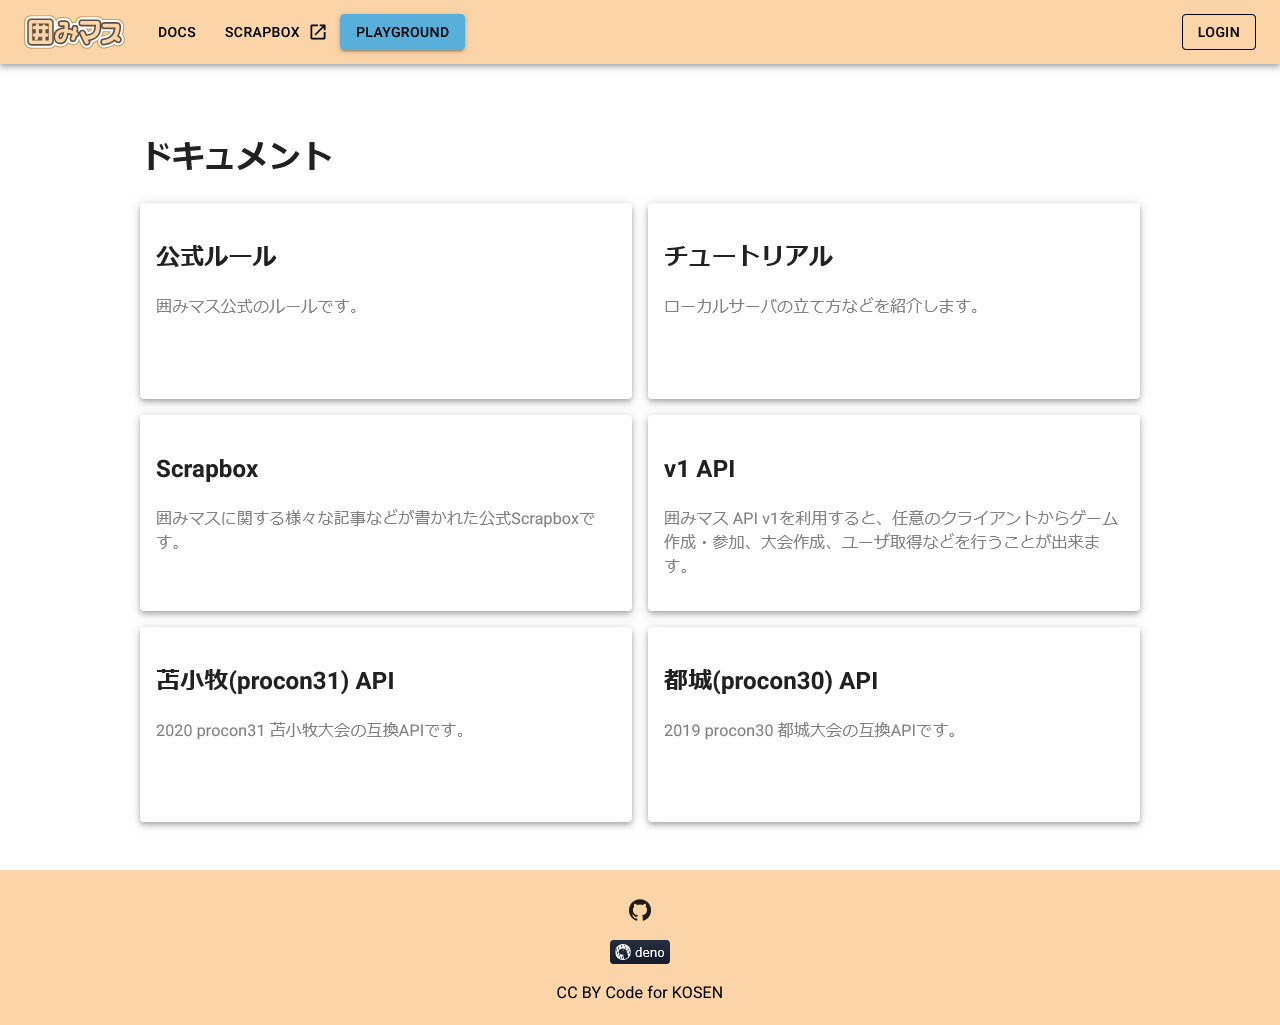 囲みマス
DOCS
SCRAPBOX
PLAYGROUND
LOGIN
ドキュメント
公式ルール
囲みマス公式のルールです。
チュートリアル
ローカルサーバの立て方などを紹介します。
Scrapbox
囲みマスに関する様々な記事などが書かれた公式Scrapboxで
す。
v1 API
囲みマス API v1を利用すると、任意のクライアントからゲーム
作成・参加、大会作成、ユーザ取得などを行うことが出来ま
す。
苫小牧(procon31) API
2020 procon31 苫小牧大会の互換APIです。
都城(procon30) API
2019 procon30 都城大会の互換APIです。
deno
CC BY Code for KOSEN